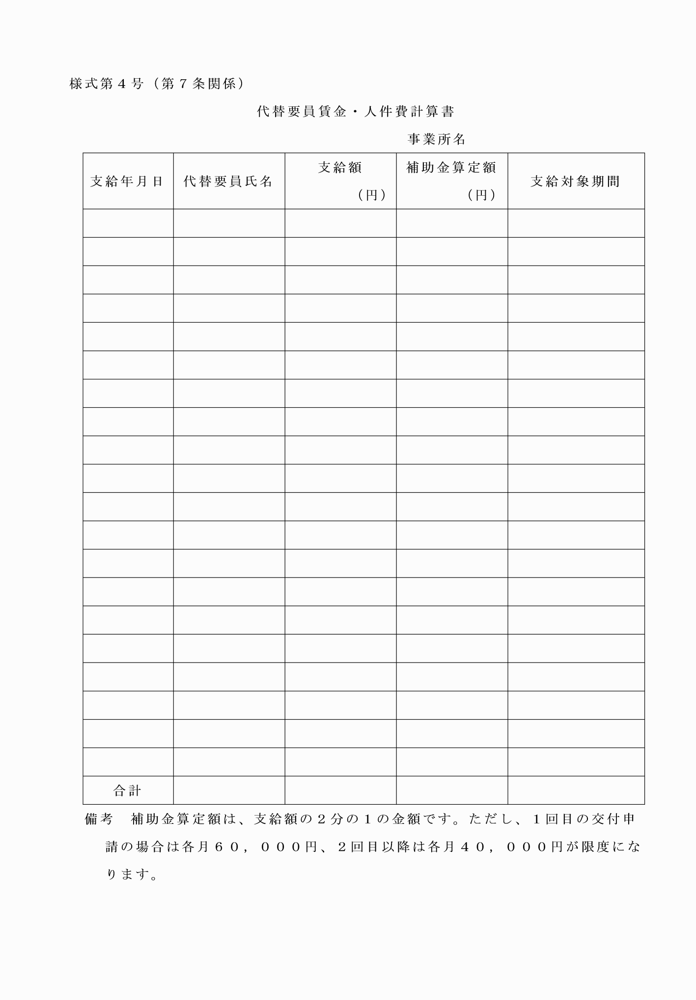 様式第４号（第７条関係）
代替要員賃金・人件費計算書
事業所名
支給年月日
代替要員氏名
支給額
（円）
補助金算定額
（円）
支給対象期間
合計
備考　補助金算定額は、支給額の２分の１の金額です。ただし、１回目の交付申
請の場合は各月６０，０００円、２回目以降は各月４０，０００円が限度にな
ります。